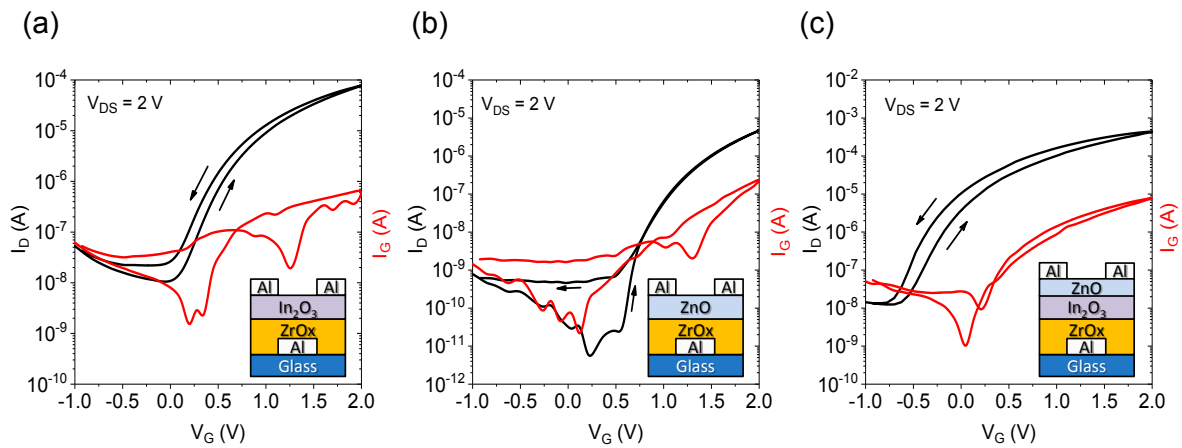 (a)
10⁻⁴
10⁻⁵
10⁻⁶
10⁻⁷
10⁻⁸
10⁻⁹
10⁻¹⁰
I_D (A)
V_DS = 2 V
I_G (A)
Al Al
In₂O₃
ZrOx
Al
Glass
-1.0 -0.5 0.0 0.5 1.0 1.5 2.0
V_G (V)
(b)
10⁻⁴
10⁻⁵
10⁻⁶
10⁻⁷
10⁻⁸
10⁻⁹
10⁻¹⁰
10⁻¹¹
10⁻¹²
I_D (A)
V_DS = 2 V
I_G (A)
Al Al
ZnO
ZrOx
Al
Glass
-1.0 -0.5 0.0 0.5 1.0 1.5 2.0
V_G (V)
(c)
10⁻²
10⁻³
10⁻⁴
10⁻⁵
10⁻⁶
10⁻⁷
10⁻⁸
10⁻⁹
10⁻¹⁰
I_D (A)
V_DS = 2 V
I_G (A)
Al Al
ZnO
In₂O₃
ZrOx
Al
Glass
-1.0 -0.5 0.0 0.5 1.0 1.5 2.0
V_G (V)